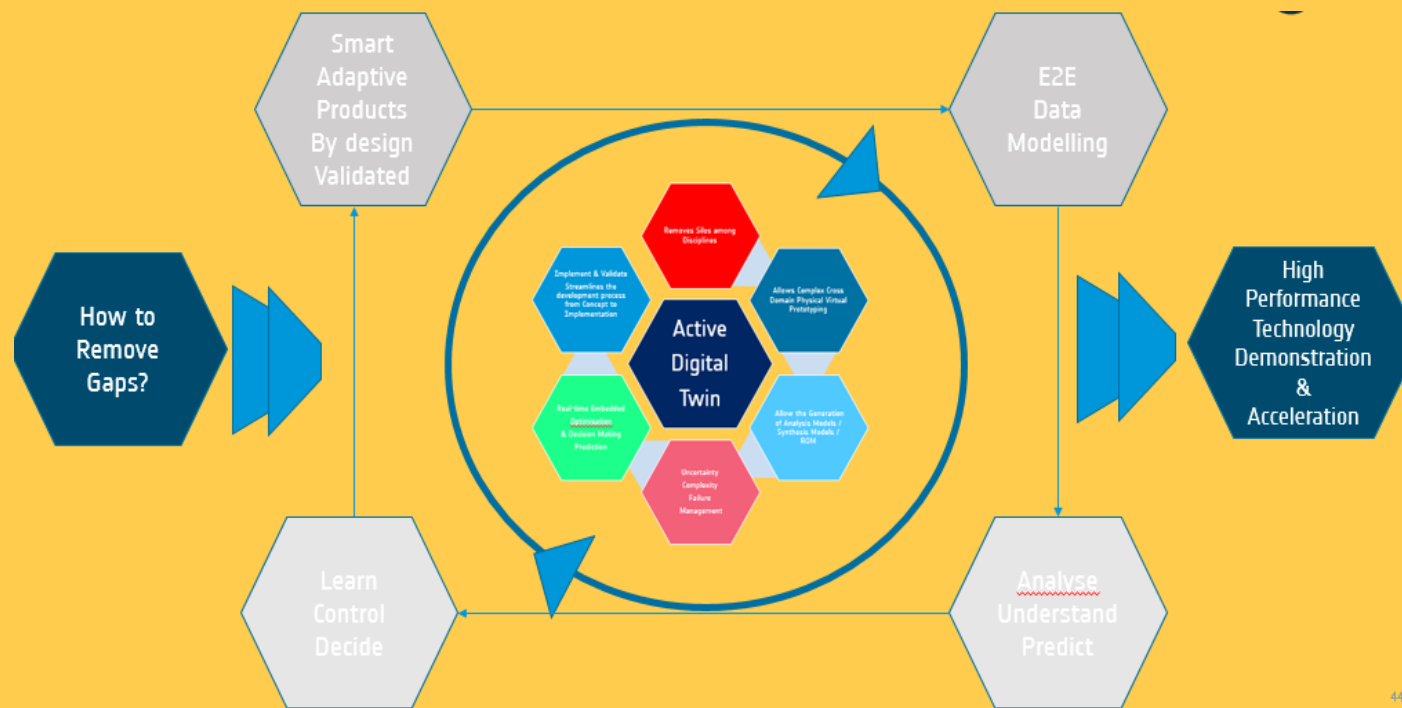 Smart
Adaptive
Products
By design
Validated
E2E
Data
Modelling
How to
Remove
Gaps?
Removes Silos among
Disciplines
Implement & Validate
Streamlines the
development process
from Concept to
Implementation
Allows Complex Cross
Domain Physical Virtual
Prototyping
Active
Digital
Twin
Real-time Embedded
Optimisation
& Decision Making
Prediction
Allow the Generation
of Analysis Models /
Synthesis Models /
ROM
Uncertainty
Complexity
Failure
Management
High
Performance
Technology
Demonstration
&
Acceleration
Learn
Control
Decide
Analyse
Understand
Predict
44